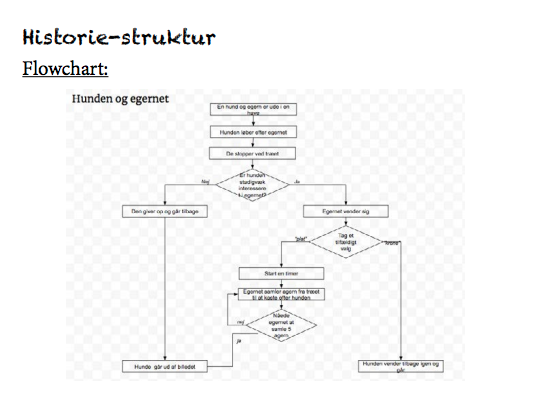 Historie-struktur
Flowchart:
Hunden og egernet
En hund og egern er ude i en
have
Hunden løber efter egernet
De stopper ved træet
Er hunden
stadigvæk
interesseret
i egernet?
Nej
Ja
Den giver op og går tilbage
Egernet vender sig.
Tag et
tilfældigt
valg
"plat"
"krone"
Start en timer
Egernet samler agern fra træet
til at kaste efter hunden.
Nåede
egernet at
samle 5
agern
nej
ja
Hunde går ud af billedet
Hunden vender tilbage igen og
går